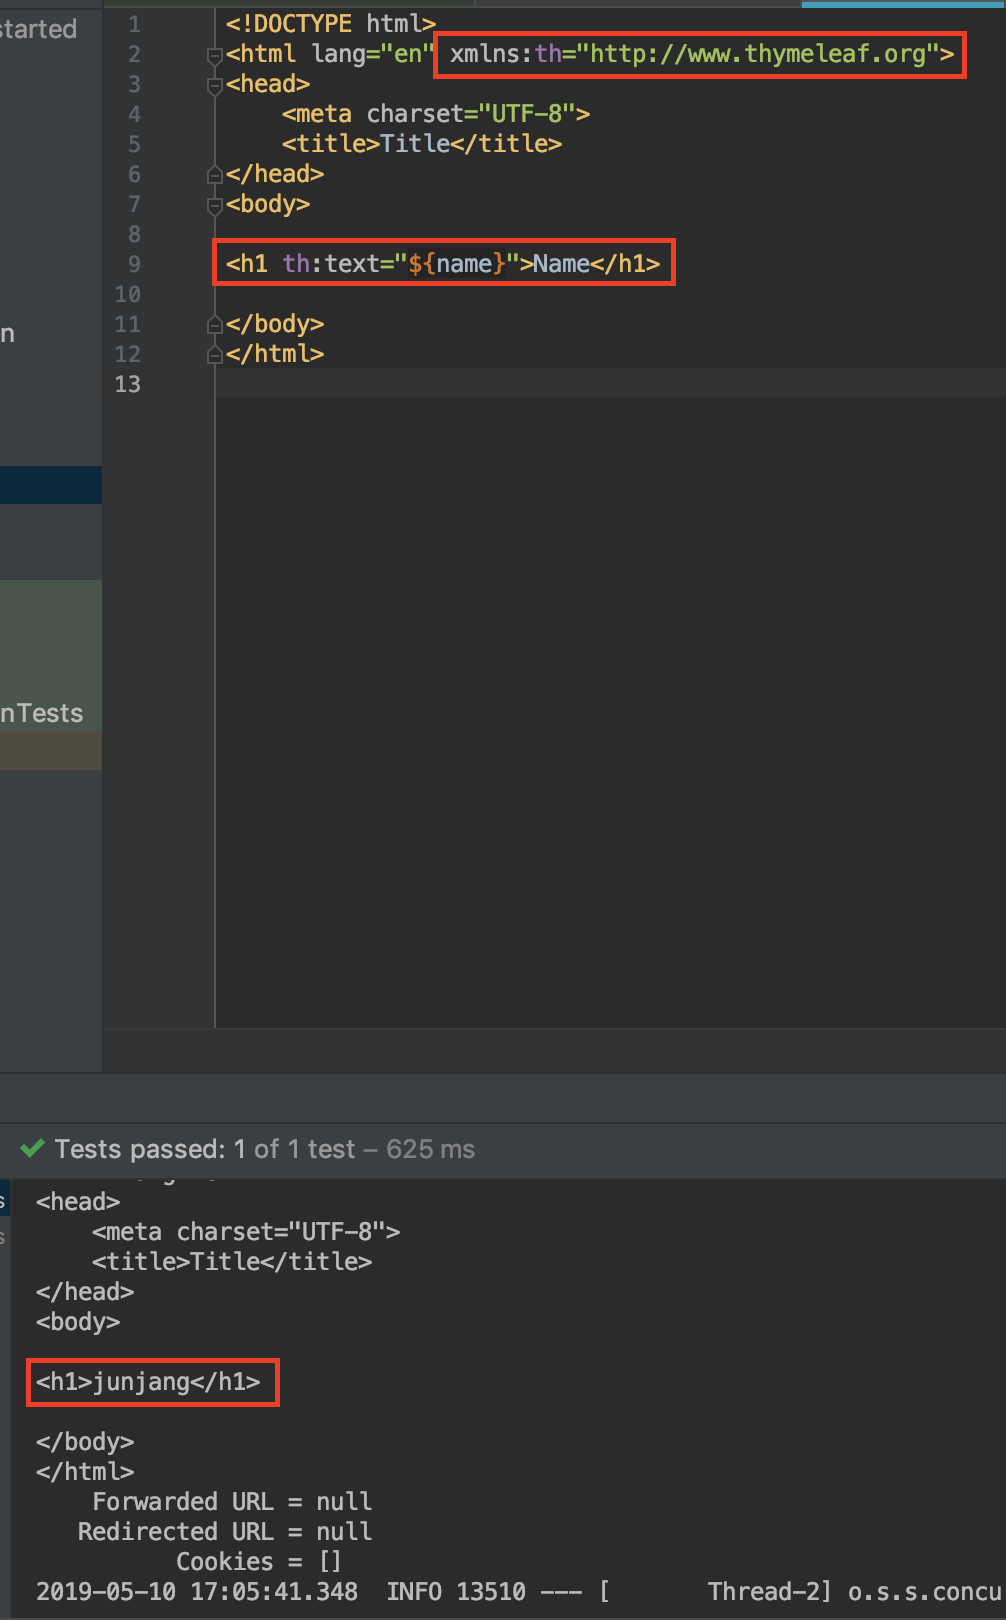 started
n
nTests
1 <!DOCTYPE html>
2 <html lang="en" xmlns:th="http://www.thymeleaf.org">
3 <head>
4     <meta charset="UTF-8">
5     <title>Title</title>
6 </head>
7 <body>
8
9 <h1 th:text="${name}">Name</h1>
10
11 </body>
12 </html>
13
Tests passed: 1 of 1 test – 625 ms
s
s
<head>
    <meta charset="UTF-8">
    <title>Title</title>
</head>
<body>
<h1>junjang</h1>
</body>
</html>
    Forwarded URL = null
   Redirected URL = null
          Cookies = []
2019-05-10 17:05:41.348  INFO 13510 --- [       Thread-2] o.s.s.concu